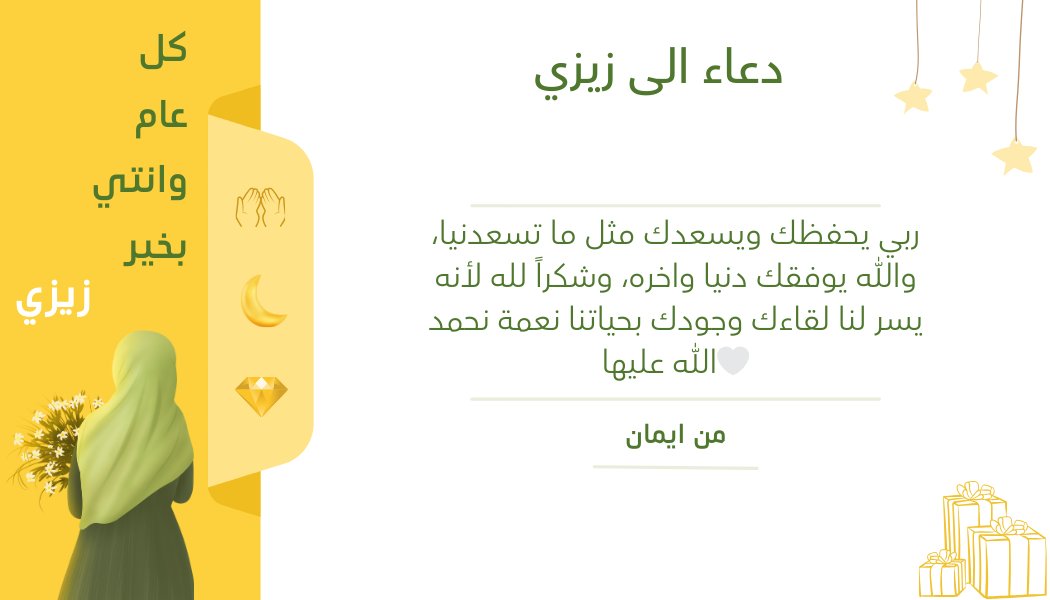 كل
عام
وانتي
بخير
زيزي
دعاء الى زيزي
ربي يحفظك ويسعدك مثل ما تسعدنيا،
والله يوفقك دنيا واخره، وشكراً لله لأنه
يسر لنا لقاءك وجودك بحياتنا نعمة نحمد
🤍الله عليها
من ايمان